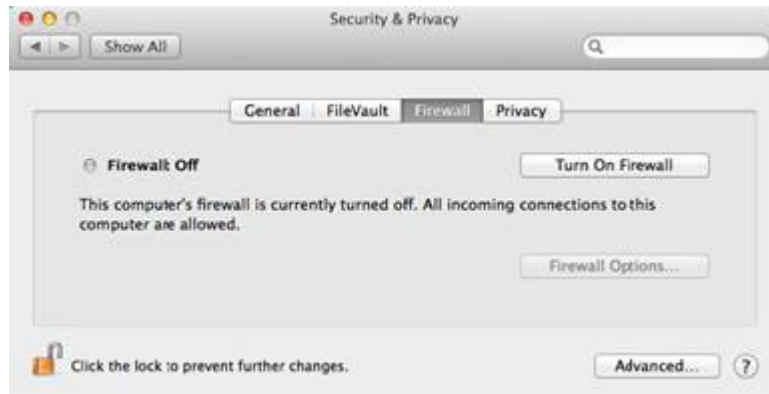 Security & Privacy
Show All
General FileVault Firewall Privacy
Firewall: Off Turn On Firewall
This computer's firewall is currently turned off. All incoming connections to this
computer are allowed.
Firewall Options...
Click the lock to prevent further changes. Advanced... ?